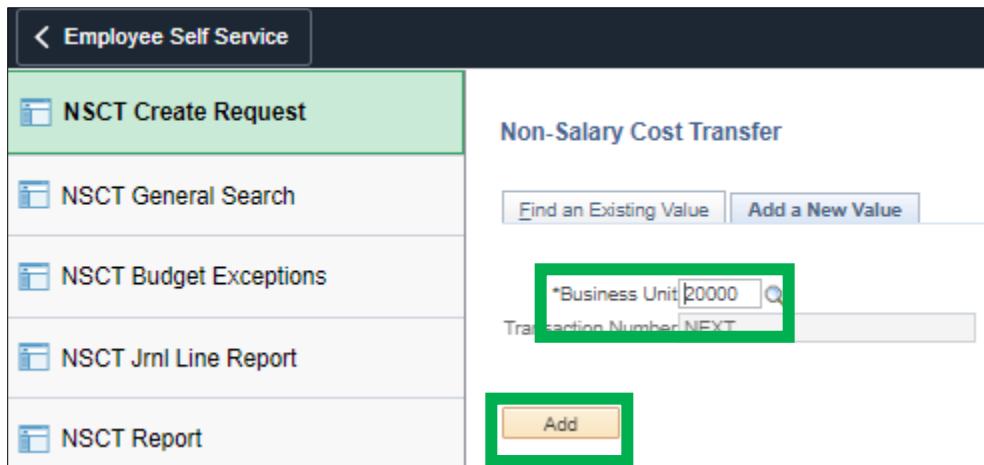 Employee Self Service
NSCT Create Request
NSCT General Search
NSCT Budget Exceptions
NSCT Jrnl Line Report
NSCT Report
Non-Salary Cost Transfer
Find an Existing Value
Add a New Value
*Business Unit 20000
Transaction Number NEXT
Add